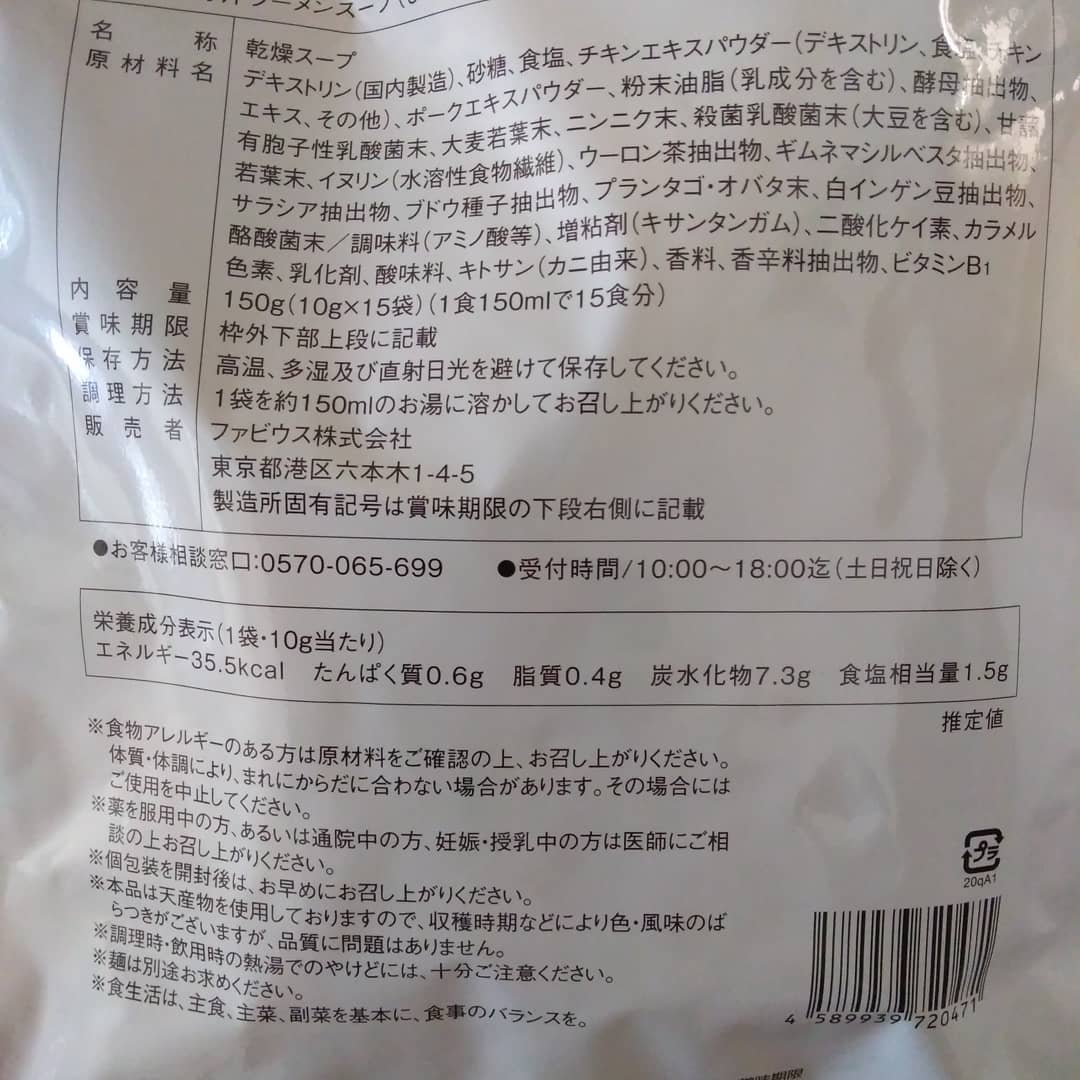 ラーメンスープ
名称 乾燥スープ
原材料名 デキストリン(国内製造)、砂糖、食塩、チキンエキスパウダー(デキストリン、食塩、チキン
エキス、その他)、ポークエキスパウダー、粉末油脂(乳成分を含む)、酵母抽出物、
有胞子性乳酸菌末、大麦若葉末、ニンニク末、殺菌乳酸菌末(大豆を含む)、甘藷
若葉末、イヌリン(水溶性食物繊維)、ウーロン茶抽出物、ギムネマシルベスタ抽出物、
サラシア抽出物、ブドウ種子抽出物、プランタゴ・オバタ末、白インゲン豆抽出物、
酪酸菌末/調味料(アミノ酸等)、増粘剤(キサンタンガム)、二酸化ケイ素、カラメル
色素、乳化剤、酸味料、キトサン(カニ由来)、香料、香辛料抽出物、ビタミンB1
内容量 150g(10g×15袋)(1食150mlで15食分)
賞味期限 枠外下部上段に記載
保存方法 高温、多湿及び直射日光を避けて保存してください。
調理方法 1袋を約150mlのお湯に溶かしてお召し上がりください。
販売者 ファビウス株式会社
東京都港区六本木1-4-5
製造所固有記号は賞味期限の下段右側に記載
●お客様相談窓口:0570-065-699 ●受付時間/10:00〜18:00迄(土日祝日除く)
栄養成分表示(1袋・10g当たり)
エネルギー35.5kcal たんぱく質0.6g 脂質0.4g 炭水化物7.3g 食塩相当量1.5g
推定値
※食物アレルギーのある方は原材料をご確認の上、お召し上がりください。
体質・体調により、まれにからだに合わない場合があります。その場合には
ご使用を中止してください。
※薬を服用中の方、あるいは通院中の方、妊娠・授乳中の方は医師にご相
談の上お召し上がりください。
※個包装を開封後は、お早めにお召し上がりください。
※本品は天産物を使用しておりますので、収穫時期などにより色・風味のば
らつきがございますが、品質に問題はありません。
※調理時・飲用時の熱湯でのやけどには、十分ご注意ください。
※麺は別途お求めください。
※食生活は、主食、主菜、副菜を基本に、食事のバランスを。
プラ
20qA1
4 589939 720471
賞味期限